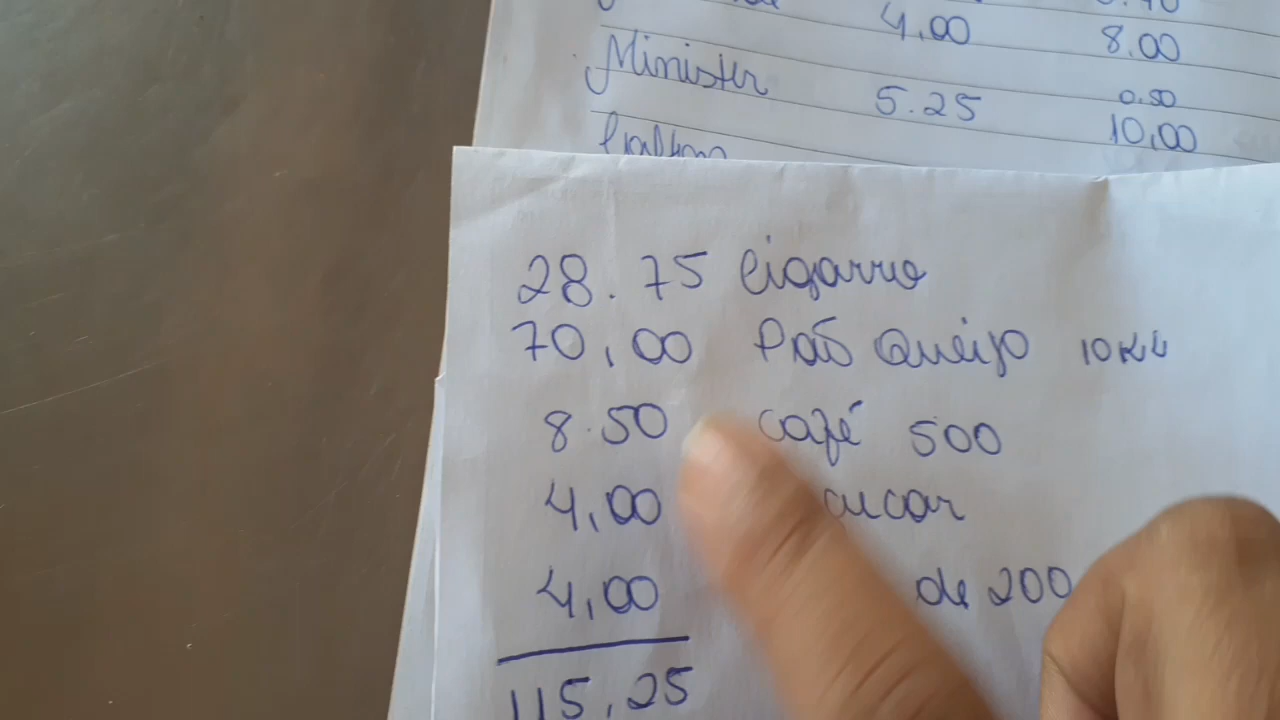 4.00 8.00
Minister 5.25 0.50
10,00
28.75 Cigarro
70,00 Pão Queijo 10KL
8.50 café 500
4,00 ucar
4,00 de 200
115,25